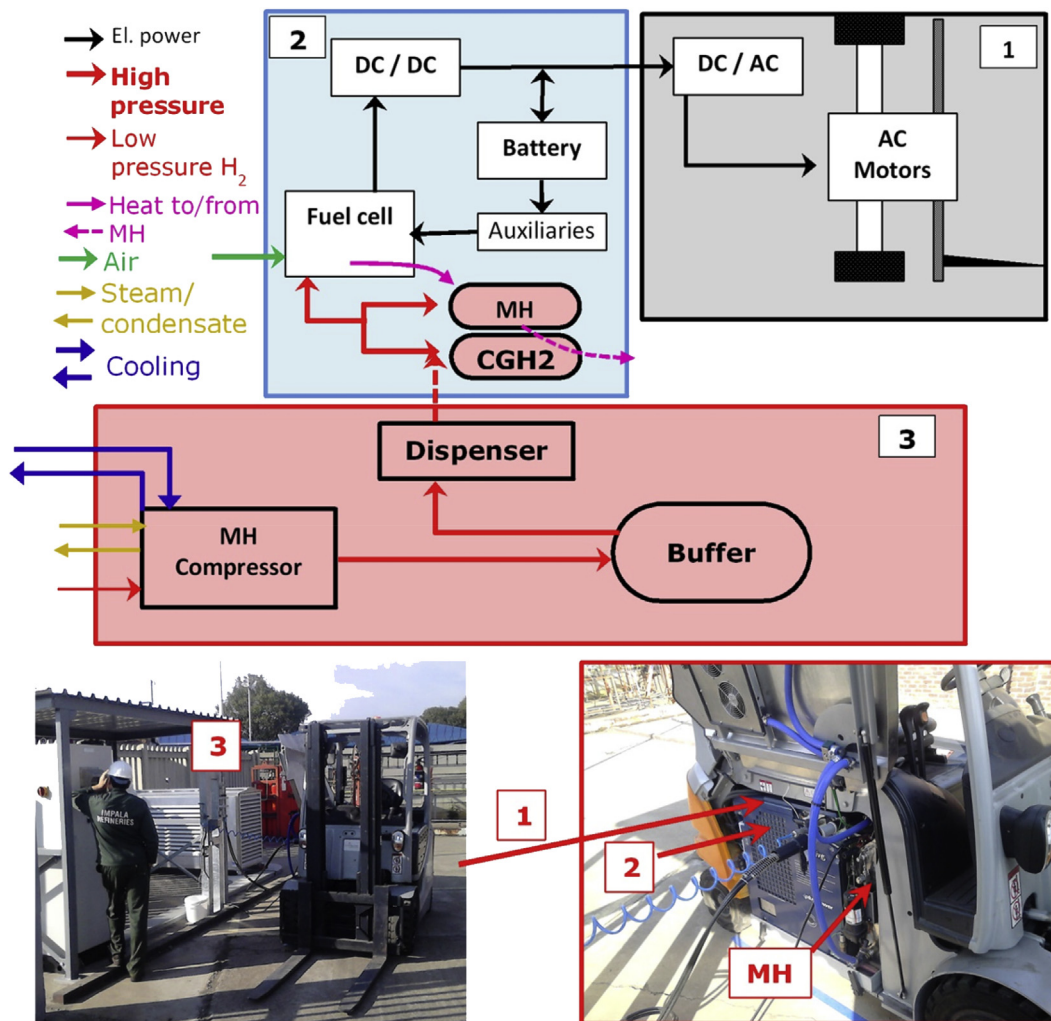 El. power
High
pressure
Low
pressure H2
Heat to/from
MH
Air
Steam/
condensate
Cooling
2
DC / DC
Battery
Fuel cell
Auxiliaries
MH
CGH2
1
DC / AC
AC
Motors
3
Dispenser
MH
Compressor
Buffer
3
IMPALA
REFINERIES
1
2
MH